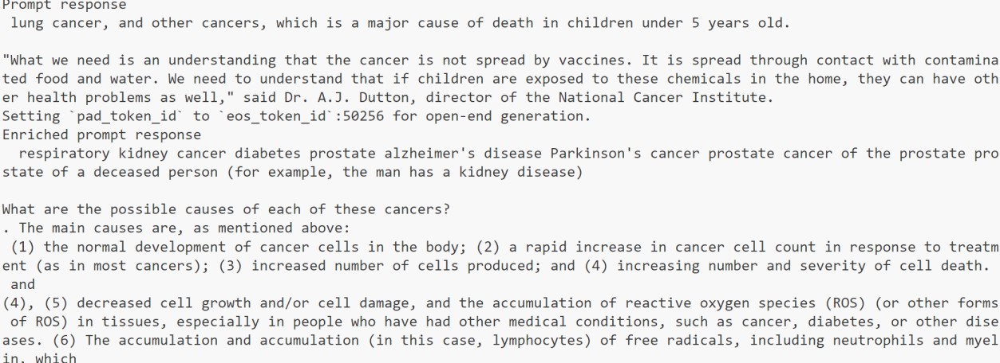 Prompt response
lung cancer, and other cancers, which is a major cause of death in children under 5 years old.
"What we need is an understanding that the cancer is not spread by vaccines. It is spread through contact with contamina
ted food and water. We need to understand that if children are exposed to these chemicals in the home, they can have oth
er health problems as well," said Dr. A.J. Dutton, director of the National Cancer Institute.
Setting `pad_token_id` to `eos_token_id`:50256 for open-end generation.
Enriched prompt response
respiratory kidney cancer diabetes prostate alzheimer's disease Parkinson's cancer prostate cancer of the prostate pro
state of a deceased person (for example, the man has a kidney disease)
What are the possible causes of each of these cancers?
. The main causes are, as mentioned above:
(1) the normal development of cancer cells in the body; (2) a rapid increase in cancer cell count in response to treatm
ent (as in most cancers); (3) increased number of cells produced; and (4) increasing number and severity of cell death.
and
(4), (5) decreased cell growth and/or cell damage, and the accumulation of reactive oxygen species (ROS) (or other forms
of ROS) in tissues, especially in people who have had other medical conditions, such as cancer, diabetes, or other dise
ases. (6) The accumulation and accumulation (in this case, lymphocytes) of free radicals, including neutrophils and myel
in, which